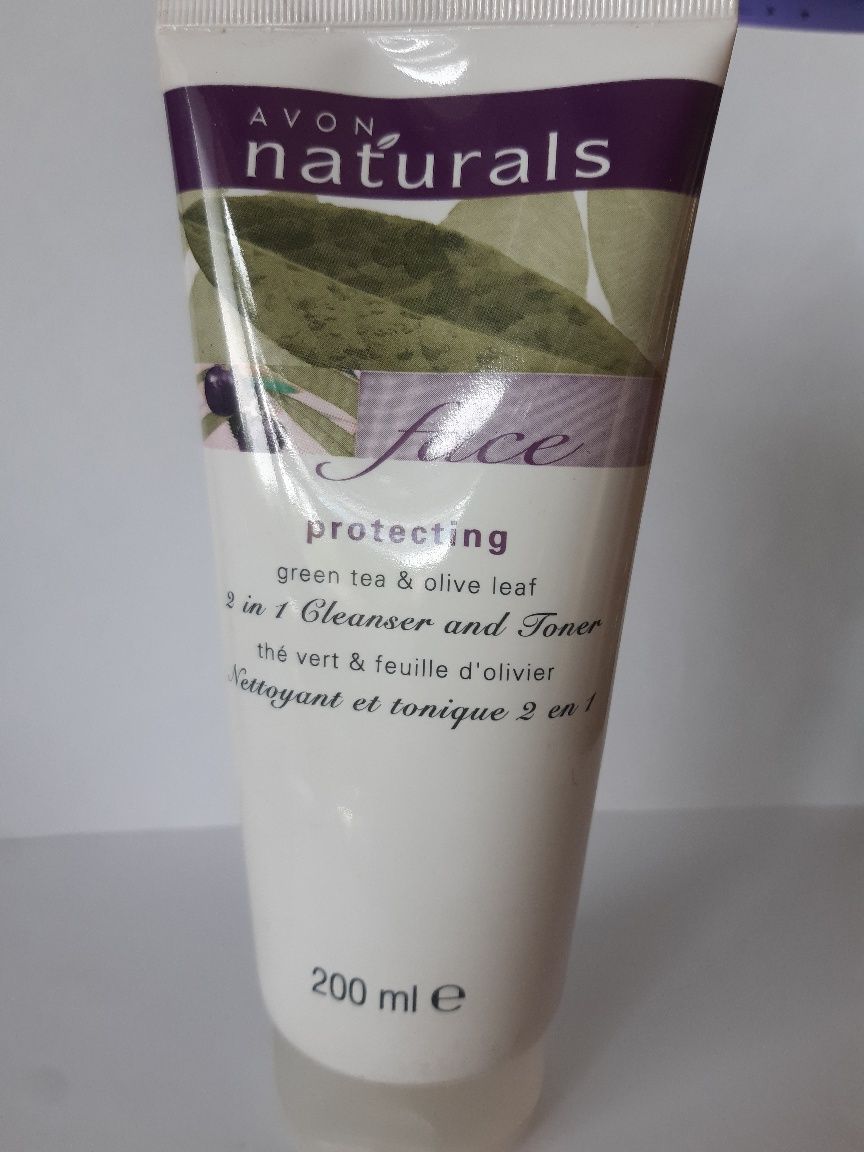 AVON
naturals
face
protecting
green tea & olive leaf
2 in 1 Cleanser and Toner
thé vert & feuille d'olivier
Nettoyant et tonique 2 en 1
200 ml ℮